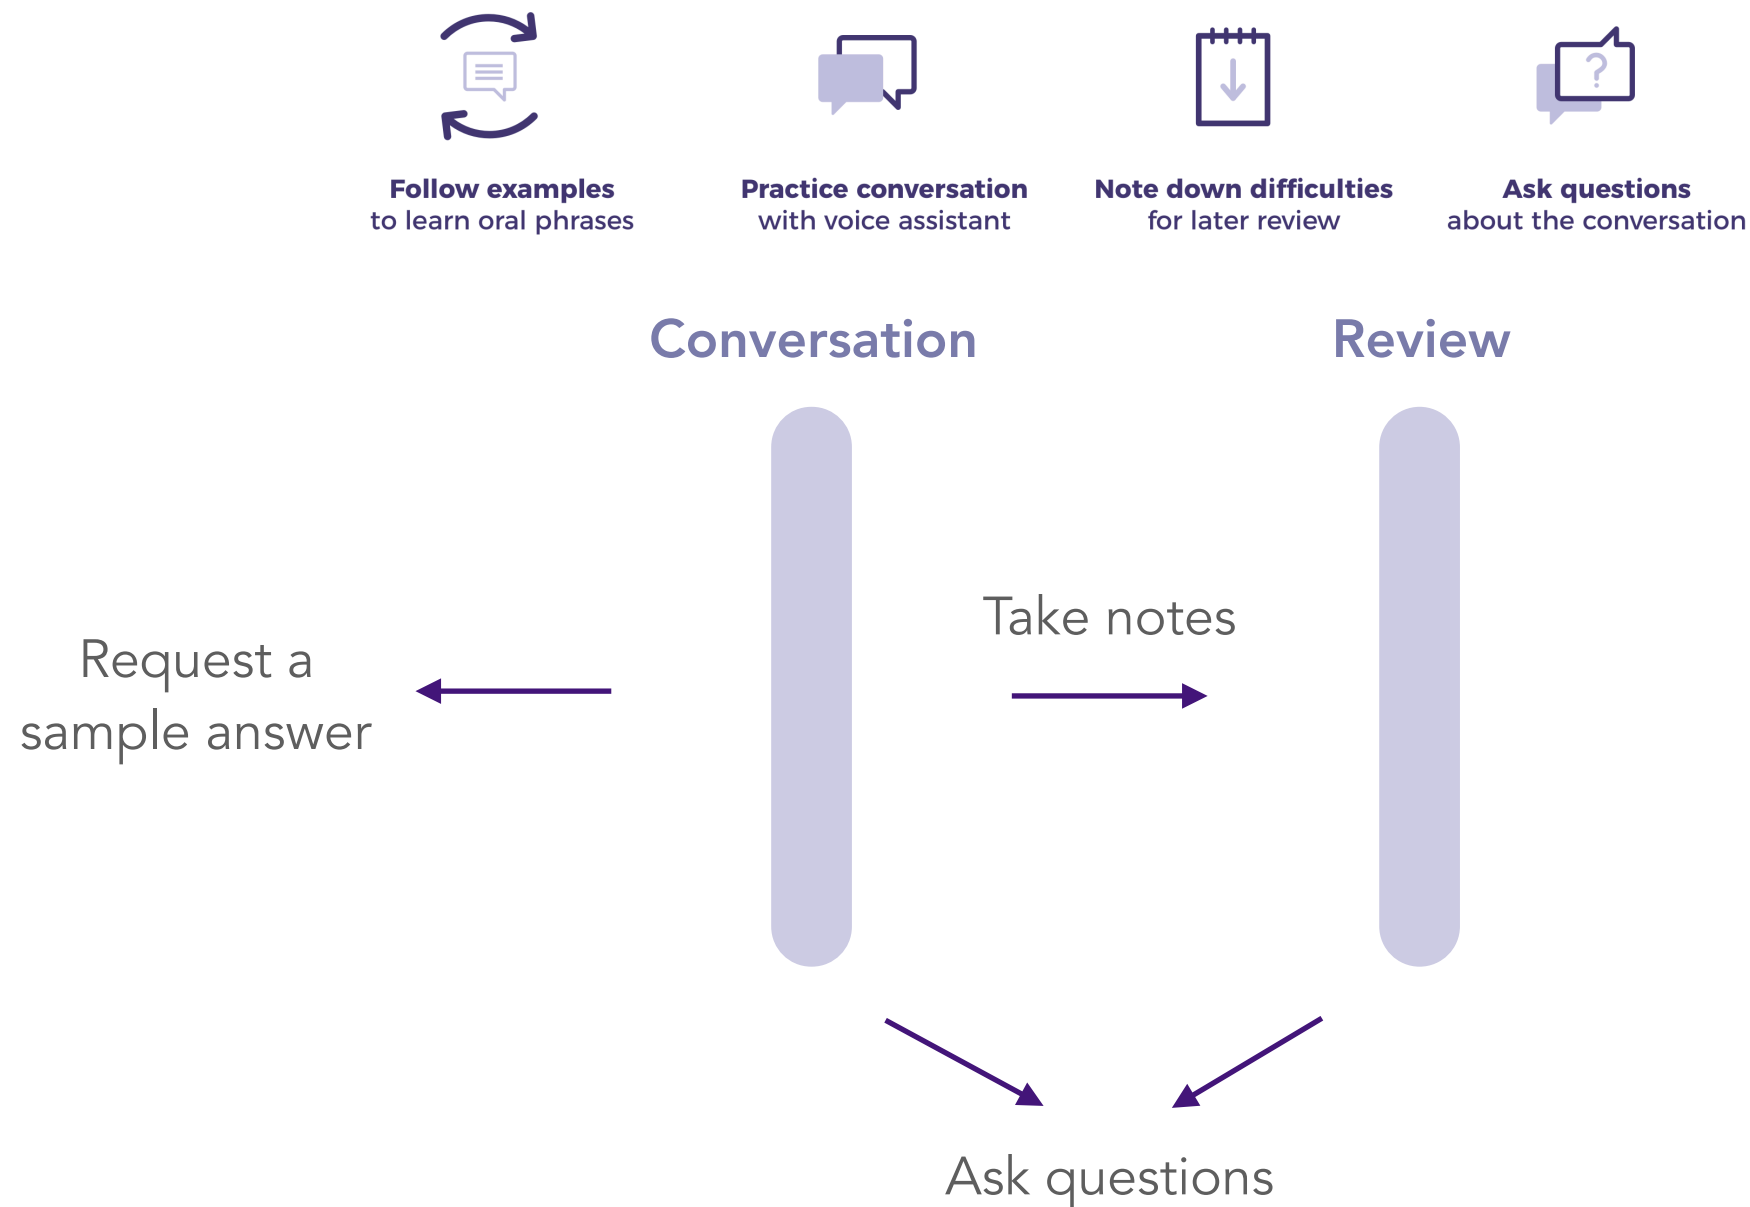 Follow examples
to learn oral phrases
Practice conversation
with voice assistant
Note down difficulties
for later review
?
Ask questions
about the conversation
Conversation
Review
Take notes
Request a
sample answer
Ask questions